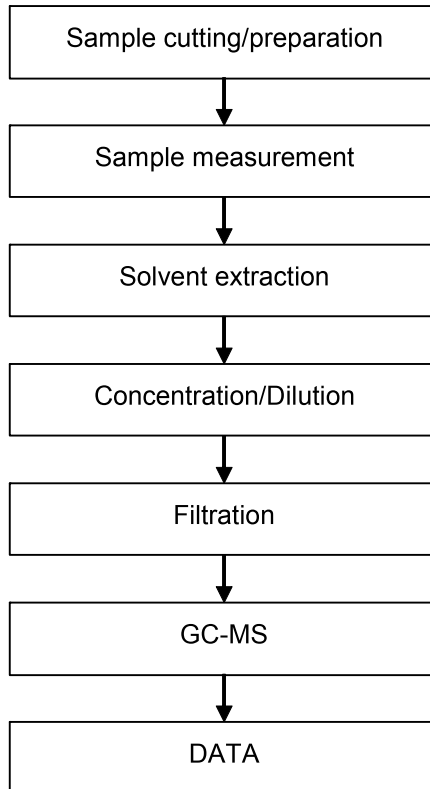 Sample cutting/preparation
Sample measurement
Solvent extraction
Concentration/Dilution
Filtration
GC-MS
DATA